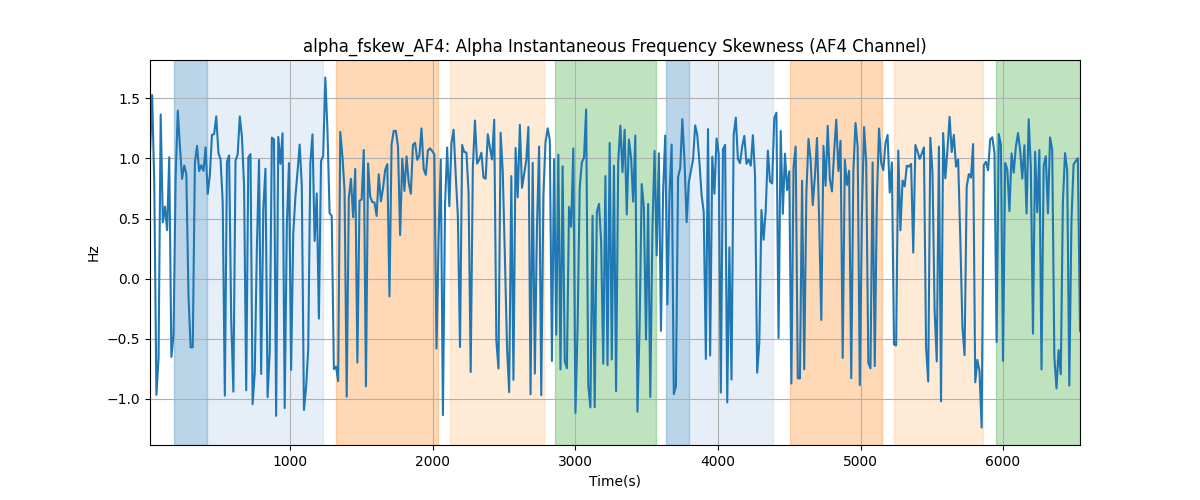 alpha_fskew_AF4: Alpha Instantaneous Frequency Skewness (AF4 Channel)
Hz
1.5
1.0
0.5
0.0
−0.5
−1.0
1000 2000 3000 4000 5000 6000
Time(s)